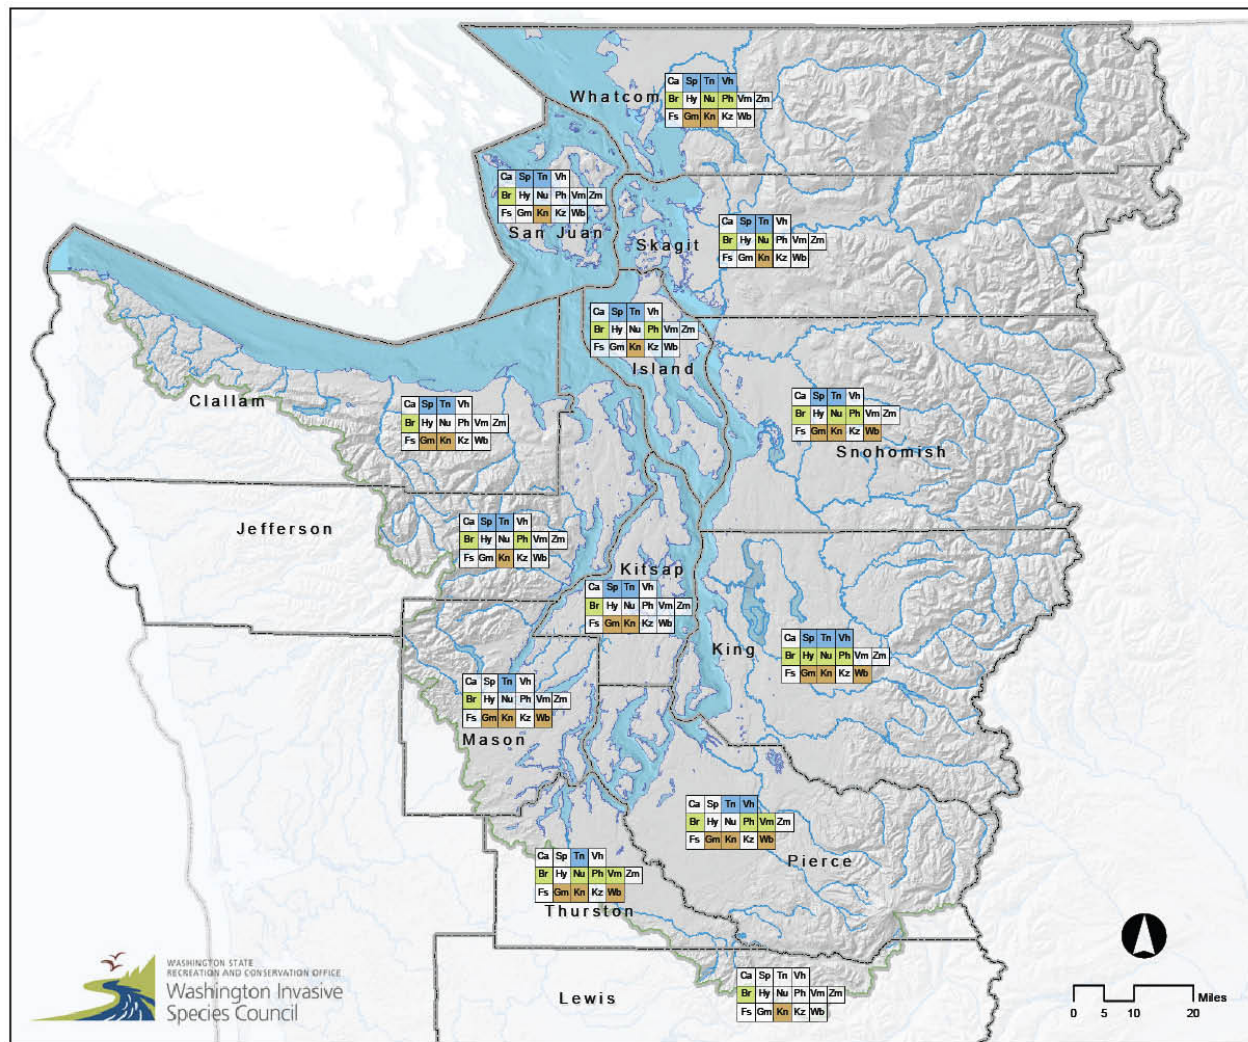 Whatcom
Ca Sp Tn Vh
Br Hy Nu Ph Vm Zm
Fs Gm Kn Kz Wb
Ca Sp Tn Vh
Br Hy Nu Ph Vm Zm
Fs Gm Kn Kz Wb
San Juan
Skagit
Ca Sp Tn Vh
Br Hy Nu Ph Vm Zm
Fs Gm Kn Kz Wb
Ca Sp Tn Vh
Br Hy Nu Ph Vm Zm
Fs Gm Kn Kz Wb
Island
Clallam
Ca Sp Tn Vh
Br Hy Nu Ph Vm Zm
Fs Gm Kn Kz Wb
Ca Sp Tn Vh
Br Hy Nu Ph Vm Zm
Fs Gm Kn Kz Wb
Snohomish
Jefferson
Ca Sp Tn Vh
Br Hy Nu Ph Vm Zm
Fs Gm Kn Kz Wb
Kitsap
Ca Sp Tn Vh
Br Hy Nu Ph Vm Zm
Fs Gm Kn Kz Wb
King
Ca Sp Tn Vh
Br Hy Nu Ph Vm Zm
Fs Gm Kn Kz Wb
Ca Sp Tn Vh
Br Hy Nu Ph Vm Zm
Fs Gm Kn Kz Wb
Mason
Ca Sp Tn Vh
Br Hy Nu Ph Vm Zm
Fs Gm Kn Kz Wb
Pierce
Ca Sp Tn Vh
Br Hy Nu Ph Vm Zm
Fs Gm Kn Kz Wb
Thurston
Ca Sp Tn Vh
Br Hy Nu Ph Vm Zm
Fs Gm Kn Kz Wb
Lewis
WASHINGTON STATE
RECREATION AND CONSERVATION OFFICE
Washington Invasive
Species Council
Miles
0 5 10 20